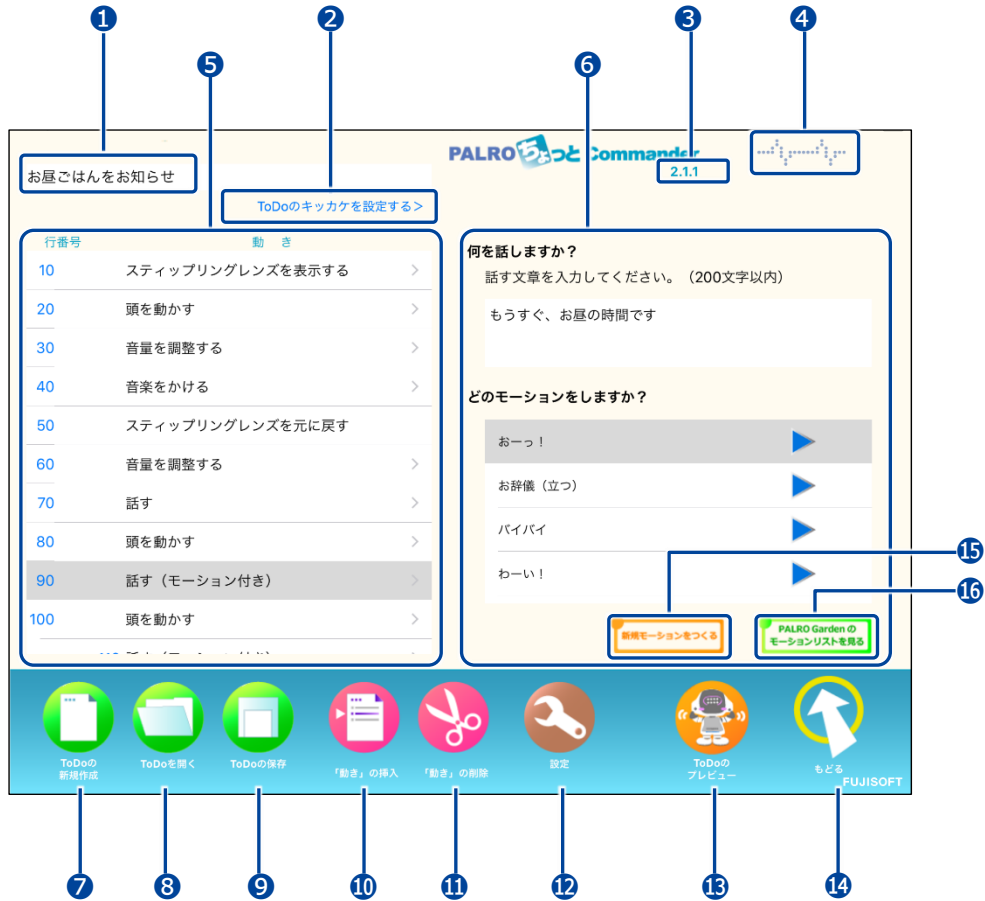 1
2
3
4
5
6
PALRO ちょっと Commander
2.1.1
お昼ごはんをお知らせ
ToDoのキッカケを設定する＞
行番号 動 き
10 スティップリングレンズを表示する
20 頭を動かす
30 音量を調整する
40 音楽をかける
50 スティップリングレンズを元に戻す
60 音量を調整する
70 話す
80 頭を動かす
90 話す（モーション付き）
100 頭を動かす
何を話しますか？
話す文章を入力してください。（200文字以内）
もうすぐ、お昼の時間です
どのモーションをしますか？
おーっ！
お辞儀（立つ）
バイバイ
わーい！
15
16
新規モーションをつくる
PALRO Garden の
モーションリストを見る
ToDoの
新規作成
ToDoを開く
ToDoの保存
「動き」の挿入
「動き」の削除
設定
ToDoの
プレビュー
もどる
FUJISOFT
7
8
9
10
11
12
13
14